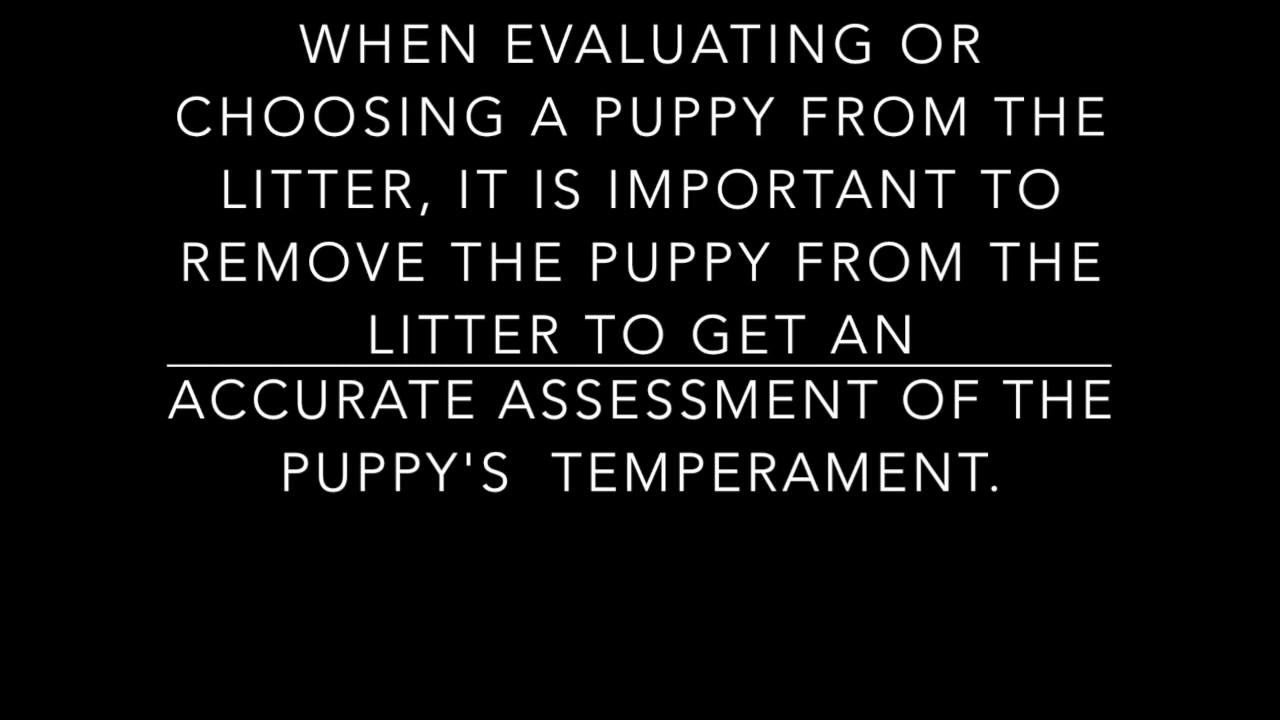 WHEN EVALUATING OR
CHOOSING A PUPPY FROM THE
LITTER, IT IS IMPORTANT TO
REMOVE THE PUPPY FROM THE
LITTER TO GET AN
ACCURATE ASSESSMENT OF THE
PUPPY'S  TEMPERAMENT.